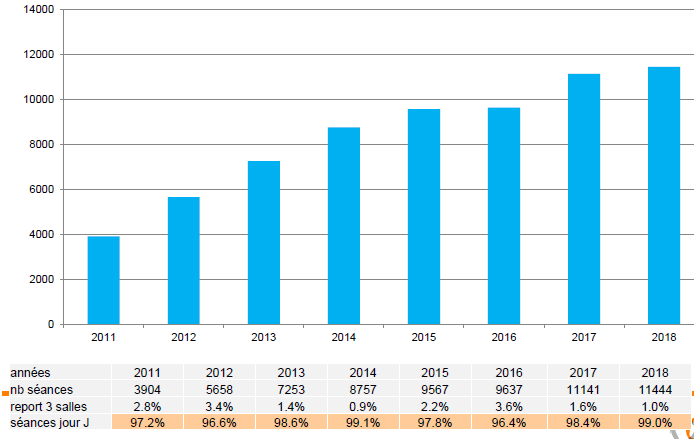 14000
12000
10000
8000
6000
4000
2000
0
2011 2012 2013 2014 2015 2016 2017 2018
années 2011 2012 2013 2014 2015 2016 2017 2018
nb séances 3904 5658 7253 8757 9567 9637 11141 11444
report 3 salles 2.8% 3.4% 1.4% 0.9% 2.2% 3.6% 1.6% 1.0%
séances jour J 97.2% 96.6% 98.6% 99.1% 97.8% 96.4% 98.4% 99.0%